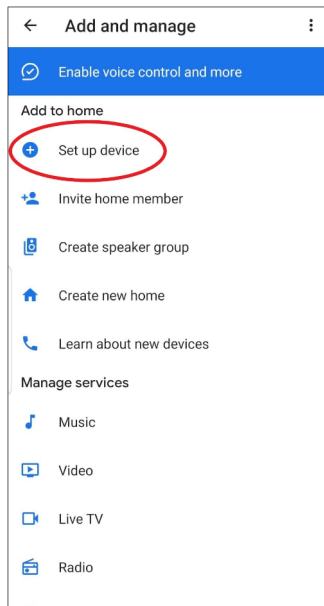 Add and manage
Enable voice control and more
Add to home
Set up device
Invite home member
Create speaker group
Create new home
Learn about new devices
Manage services
Music
Video
Live TV
Radio